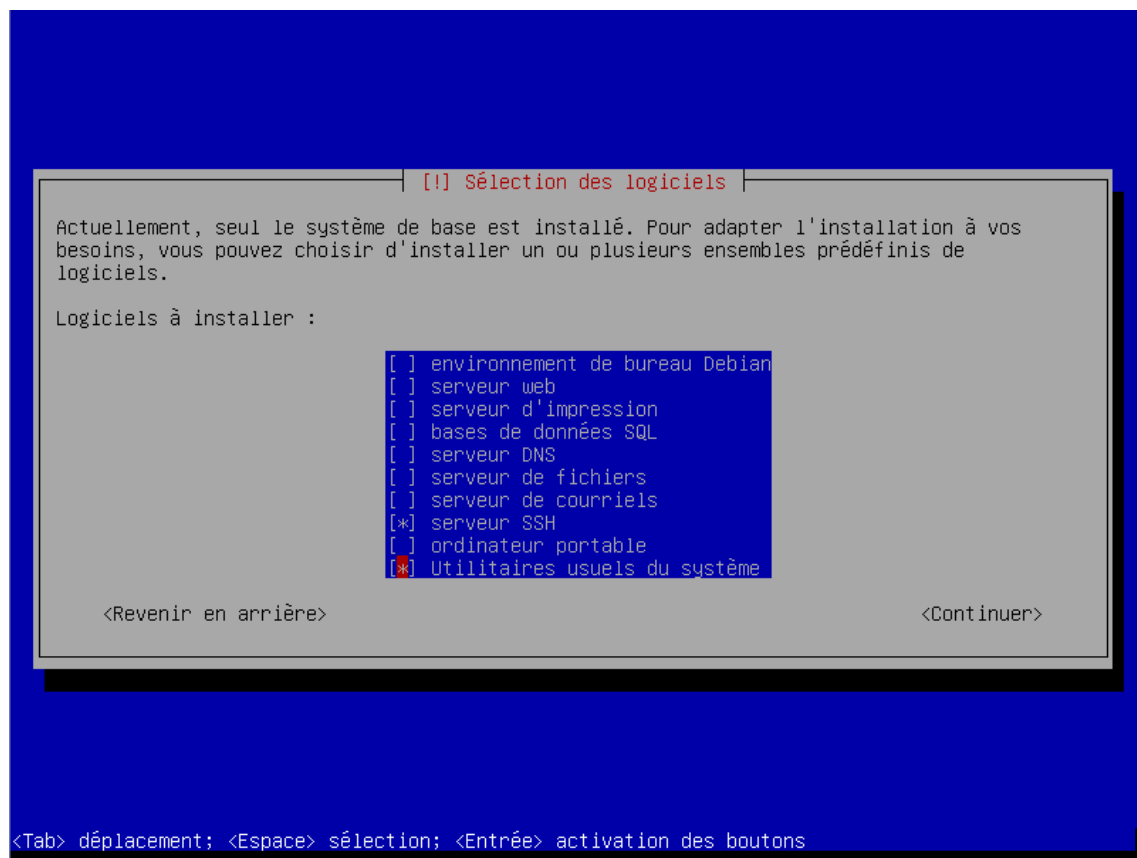 [!] Sélection des logiciels
Actuellement, seul le système de base est installé. Pour adapter l'installation à vos
besoins, vous pouvez choisir d'installer un ou plusieurs ensembles prédéfinis de
logiciels.
Logiciels à installer :
[ ] environnement de bureau Debian
[ ] serveur web
[ ] serveur d'impression
[ ] bases de données SQL
[ ] serveur DNS
[ ] serveur de fichiers
[ ] serveur de courriels
[*] serveur SSH
[ ] ordinateur portable
[*] Utilitaires usuels du système
<Revenir en arrière> <Continuer>
<Tab> déplacement; <Espace> sélection; <Entrée> activation des boutons